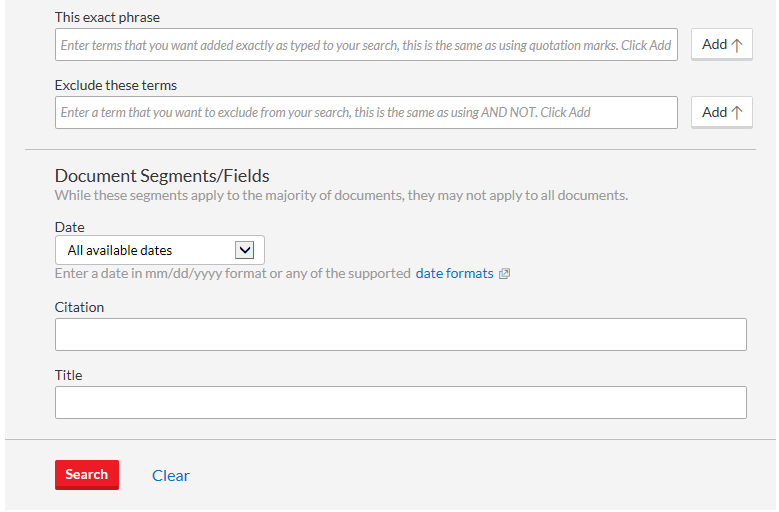 This exact phrase
Enter terms that you want added exactly as typed to your search, this is the same as using quotation marks. Click Add
Add ↑
Exclude these terms
Enter a term that you want to exclude from your search, this is the same as using AND NOT. Click Add
Add ↑
Document Segments/Fields
While these segments apply to the majority of documents, they may not apply to all documents.
Date
All available dates
Enter a date in mm/dd/yyyy format or any of the supported date formats
Citation
Title
Search
Clear